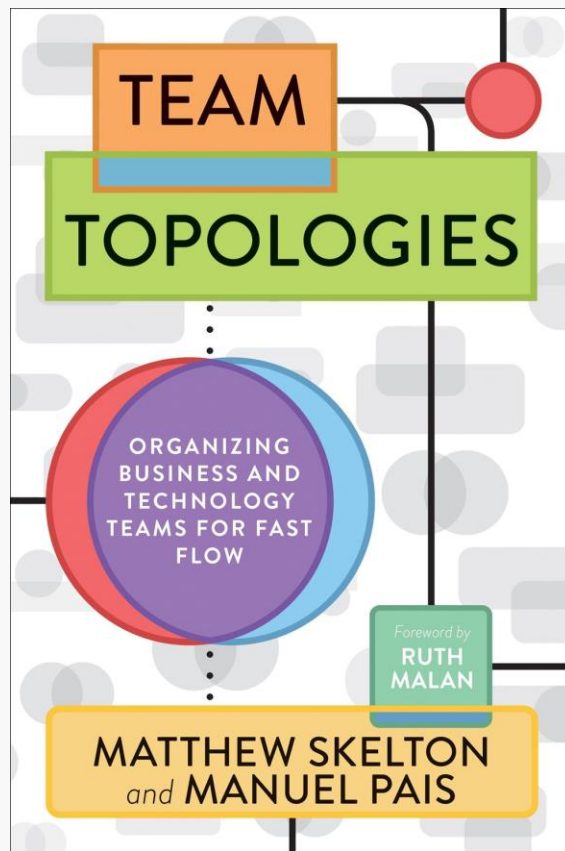 TEAM
TOPOLOGIES
ORGANIZING
BUSINESS AND
TECHNOLOGY
TEAMS FOR FAST
FLOW
Foreword by
RUTH
MALAN
MATTHEW SKELTON
and MANUEL PAIS